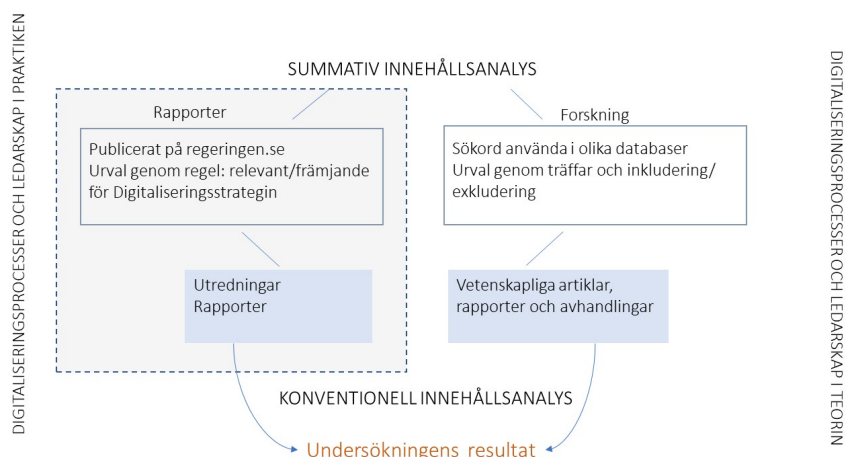 DIGITALISERINGSPROCESSER OCH LEDARSKAP I PRAKTIKEN
SUMMATIV INNEHÅLLSANALYS
Rapporter
Publicerat på regeringen.se
Urval genom regel: relevant/främjande
för Digitaliseringsstrategin
Utredningar
Rapporter
Forskning
Sökord använda i olika databaser
Urval genom träffar och inkludering/
exkludering
Vetenskapliga artiklar,
rapporter och avhandlingar
KONVENTIONELL INNEHÅLLSANALYS
Undersökningens resultat
DIGITALISERINGSPROCESSER OCH LEDARSKAP I TEORIN